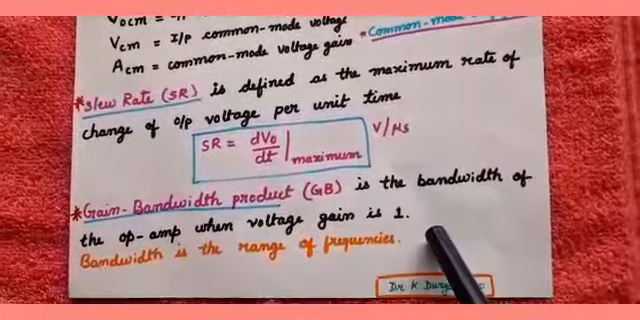 Vcm = I/p common-mode voltage
Acm = common-mode voltage gain *Common-mode
*Slew Rate (SR) is defined as the maximum rate of
change of o/p voltage per unit time
SR = dVo/dt | maximum V/μs
*Gain-Bandwidth product (GB) is the bandwidth of
the op-amp when voltage gain is 1.
Bandwidth is the range of frequencies.
Dr K